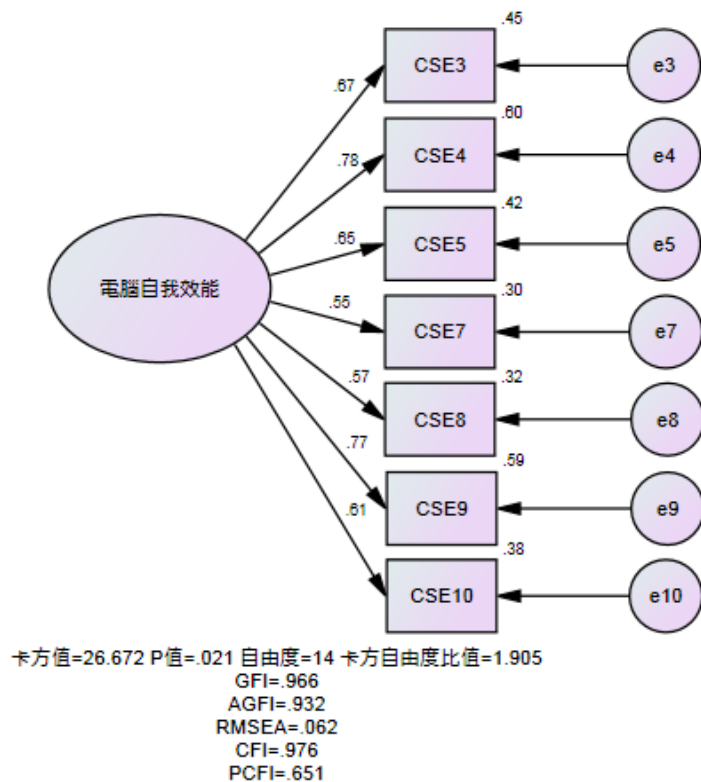 .45
CSE3
e3
.67
.60
CSE4
e4
.78
.42
CSE5
e5
.65
電腦自我效能
.30
CSE7
e7
.55
.32
CSE8
e8
.57
.59
CSE9
e9
.77
.38
CSE10
e10
.61
卡方值=26.672 P值=.021 自由度=14 卡方自由度比值=1.905
GFI=.966
AGFI=.932
RMSEA=.062
CFI=.976
PCFI=.651